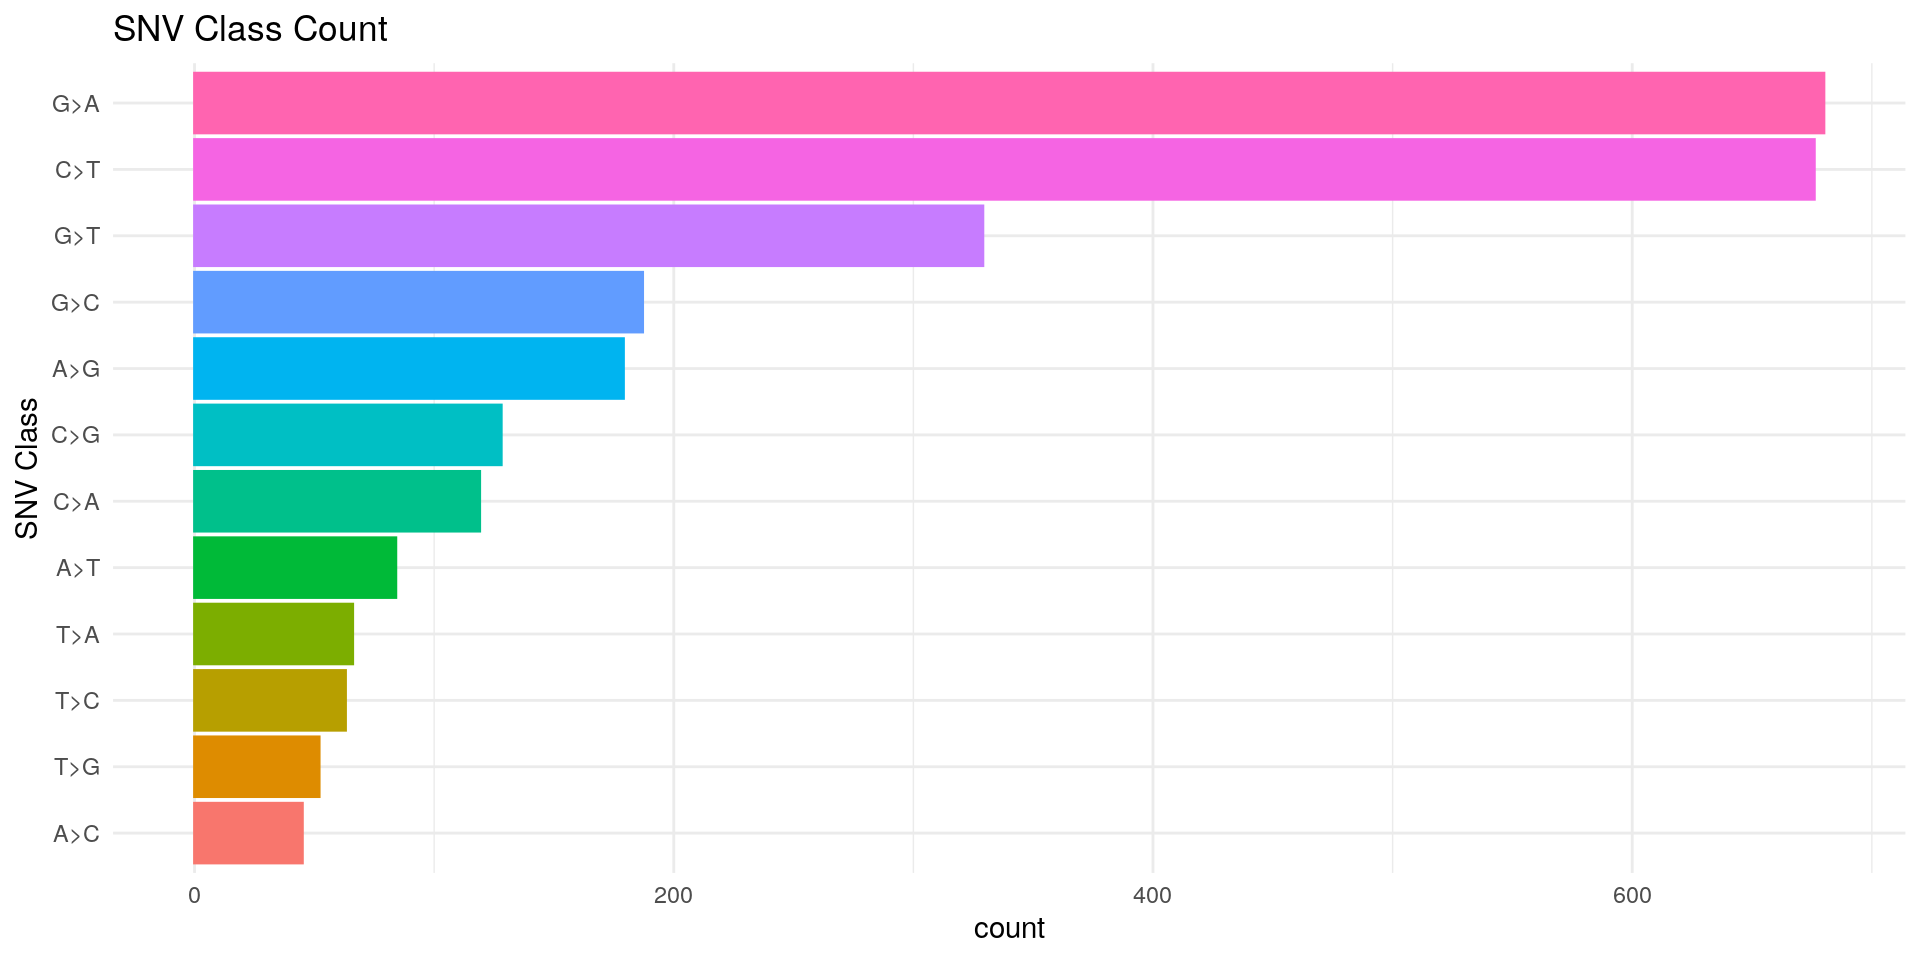 SNV Class Count
SNV Class
G>A
C>T
G>T
G>C
A>G
C>G
C>A
A>T
T>A
T>C
T>G
A>C
0 200 400 600
count